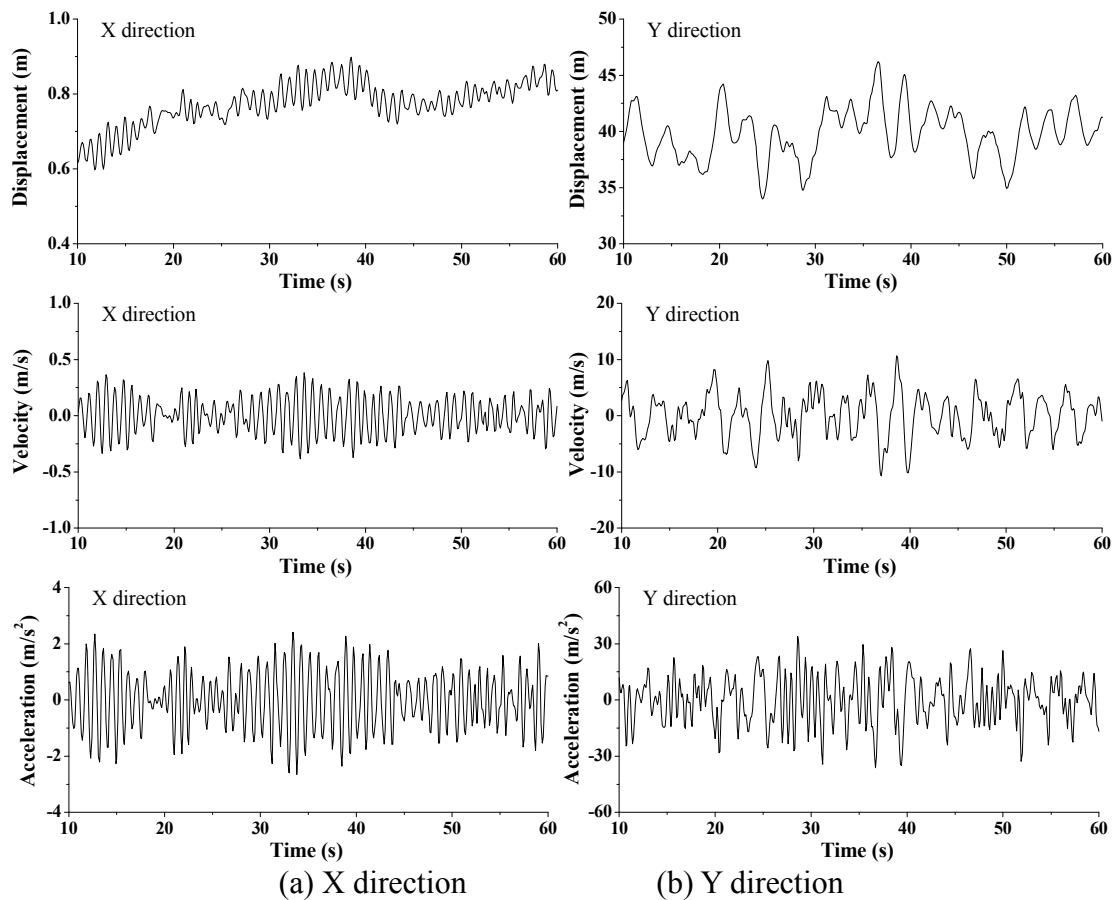 X direction
Displacement (m)
1.0
0.8
0.6
0.4
10 20 30 40 50 60
Time (s)
Y direction
Displacement (m)
50
45
40
35
30
10 20 30 40 50 60
Time (s)
X direction
Velocity (m/s)
1.0
0.5
0.0
-0.5
-1.0
10 20 30 40 50 60
Time (s)
Y direction
Velocity (m/s)
20
10
0
-10
-20
10 20 30 40 50 60
Time (s)
X direction
Acceleration (m/s²)
4
2
0
-2
-4
10 20 30 40 50 60
Time (s)
Y direction
Acceleration (m/s²)
60
30
0
-30
-60
10 20 30 40 50 60
Time (s)
(a) X direction
(b) Y direction